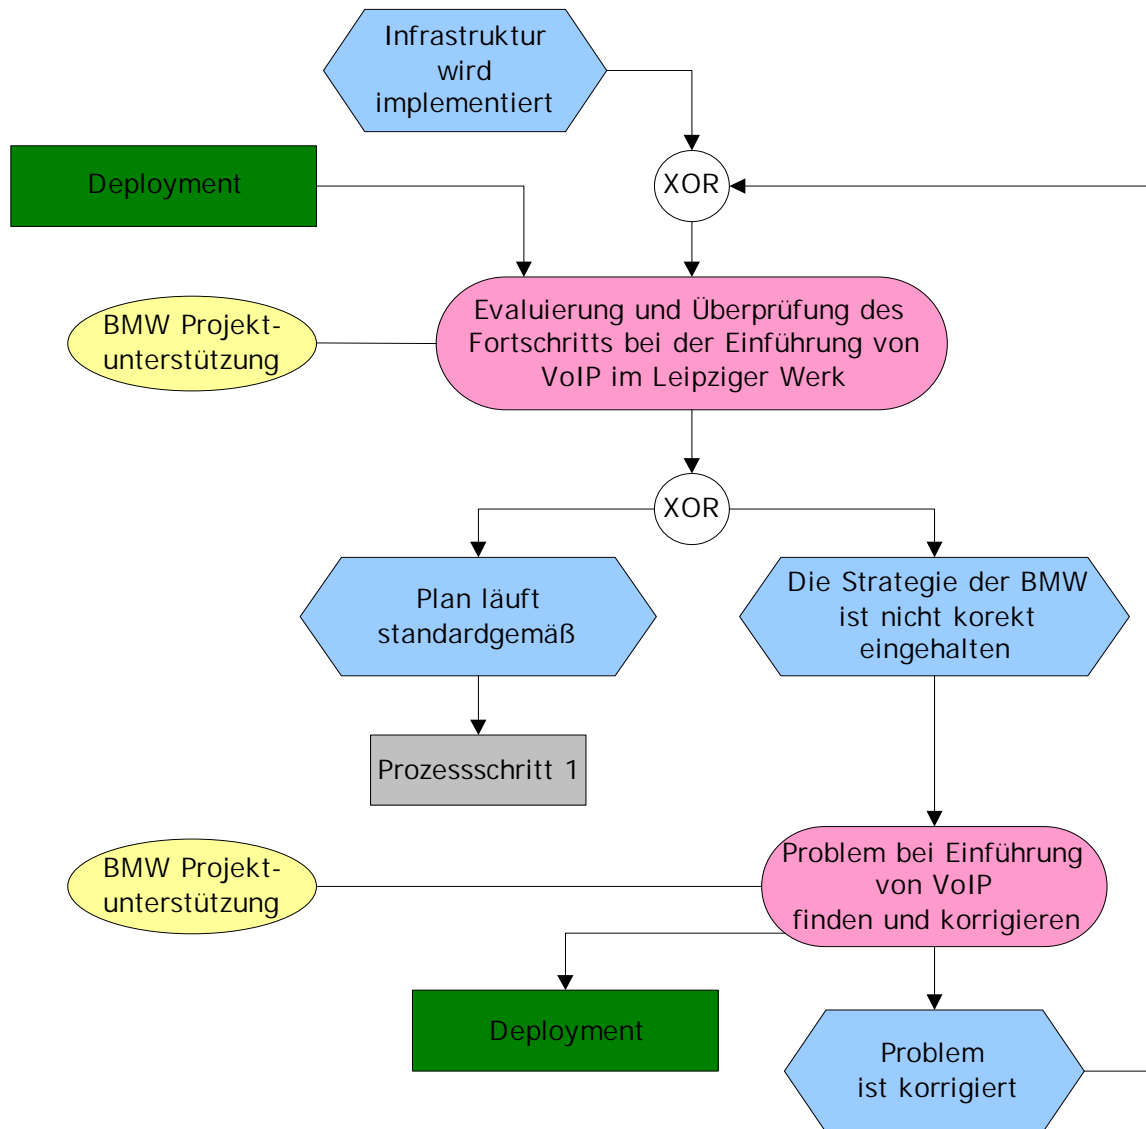 Infrastruktur
wird
implementiert
Deployment
XOR
BMW Projekt-
unterstützung
Evaluierung und Überprüfung des
Fortschritts bei der Einführung von
VoIP im Leipziger Werk
XOR
Plan läuft
standardgemäß
Die Strategie der BMW
ist nicht korekt
eingehalten
Prozessschritt 1
BMW Projekt-
unterstützung
Problem bei Einführung
von VoIP
finden und korrigieren
Deployment
Problem
ist korrigiert